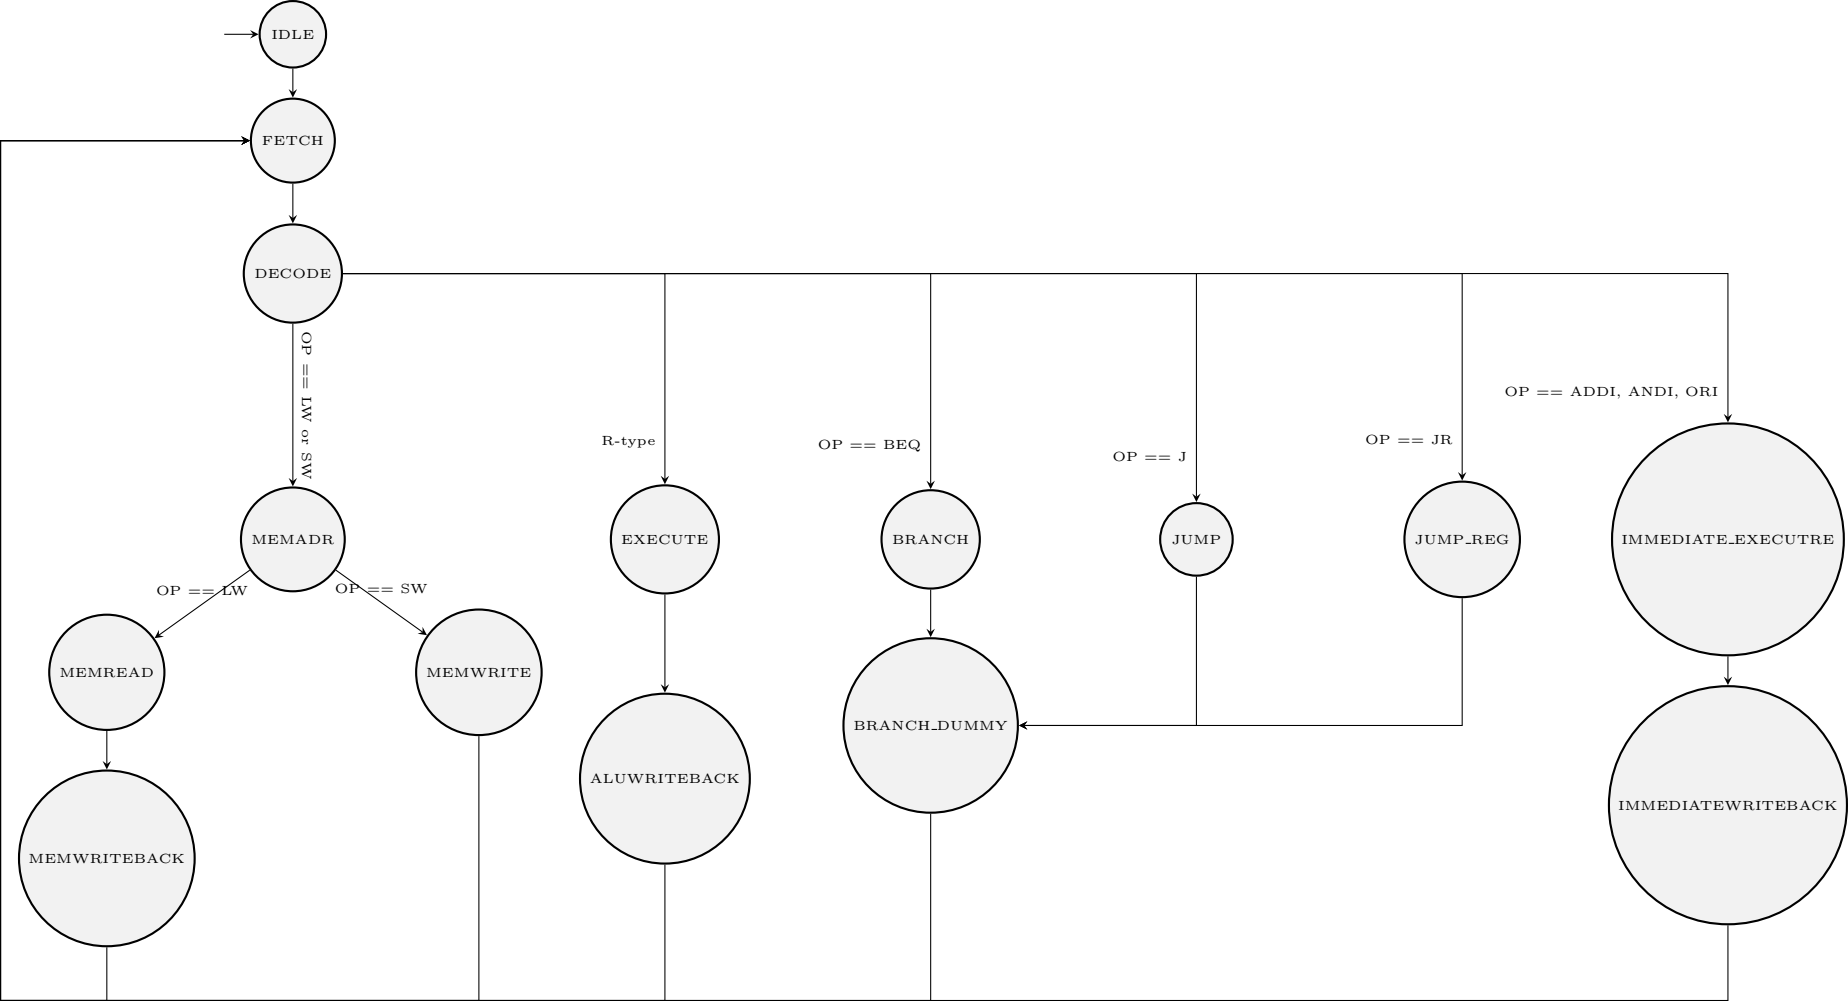 IDLE
FETCH
DECODE
OP == LW or SW
R-type
OP == BEQ
OP == J
OP == JR
OP == ADDI, ANDI, ORI
MEMADR
EXECUTE
BRANCH
JUMP
JUMP_REG
IMMEDIATE_EXECUTRE
OP == LW
OP == SW
MEMREAD
MEMWRITE
BRANCH_DUMMY
ALUWRITEBACK
IMMEDIATEWRITEBACK
MEMWRITEBACK